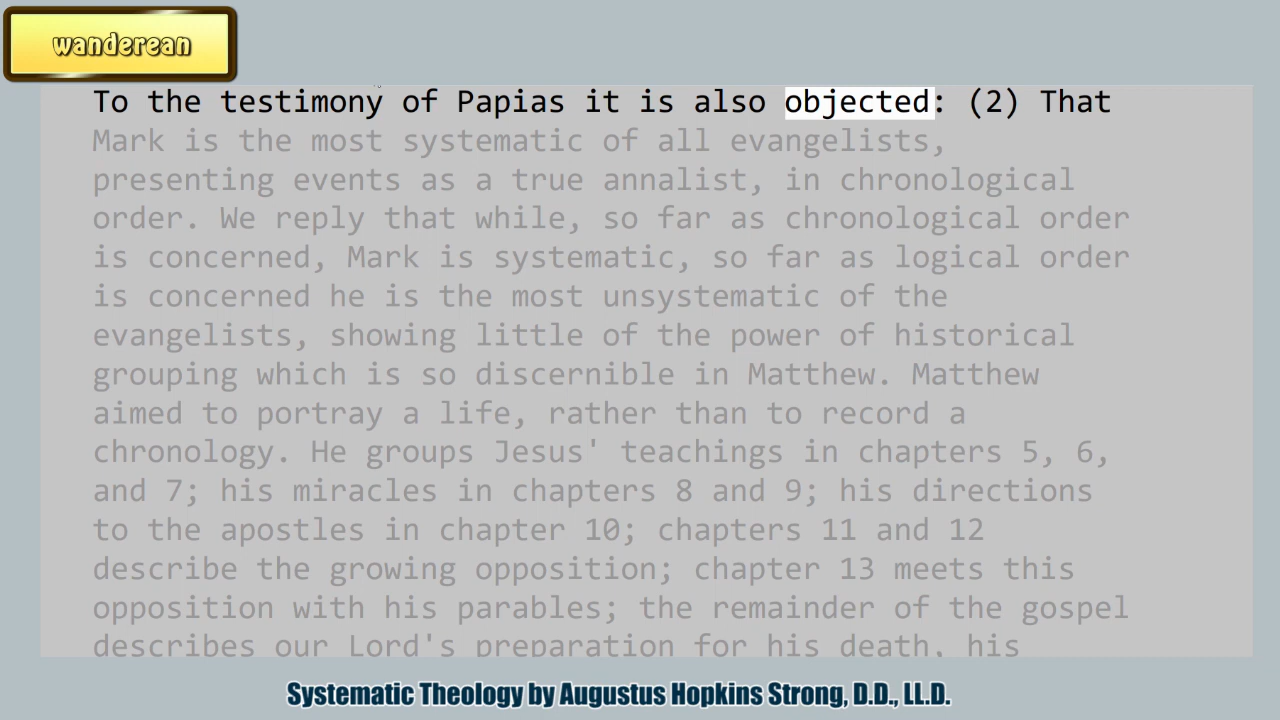 wanderean
To the testimony of Papias it is also objected: (2) That
Mark is the most systematic of all evangelists,
presenting events as a true annalist, in chronological
order. We reply that while, so far as chronological order
is concerned, Mark is systematic, so far as logical order
is concerned he is the most unsystematic of the
evangelists, showing little of the power of historical
grouping which is so discernible in Matthew. Matthew
aimed to portray a life, rather than to record a
chronology. He groups Jesus' teachings in chapters 5, 6,
and 7; his miracles in chapters 8 and 9; his directions
to the apostles in chapter 10; chapters 11 and 12
describe the growing opposition; chapter 13 meets this
opposition with his parables; the remainder of the gospel
describes our Lord's preparation for his death, his
Systematic Theology by Augustus Hopkins Strong, D.D., LL.D.